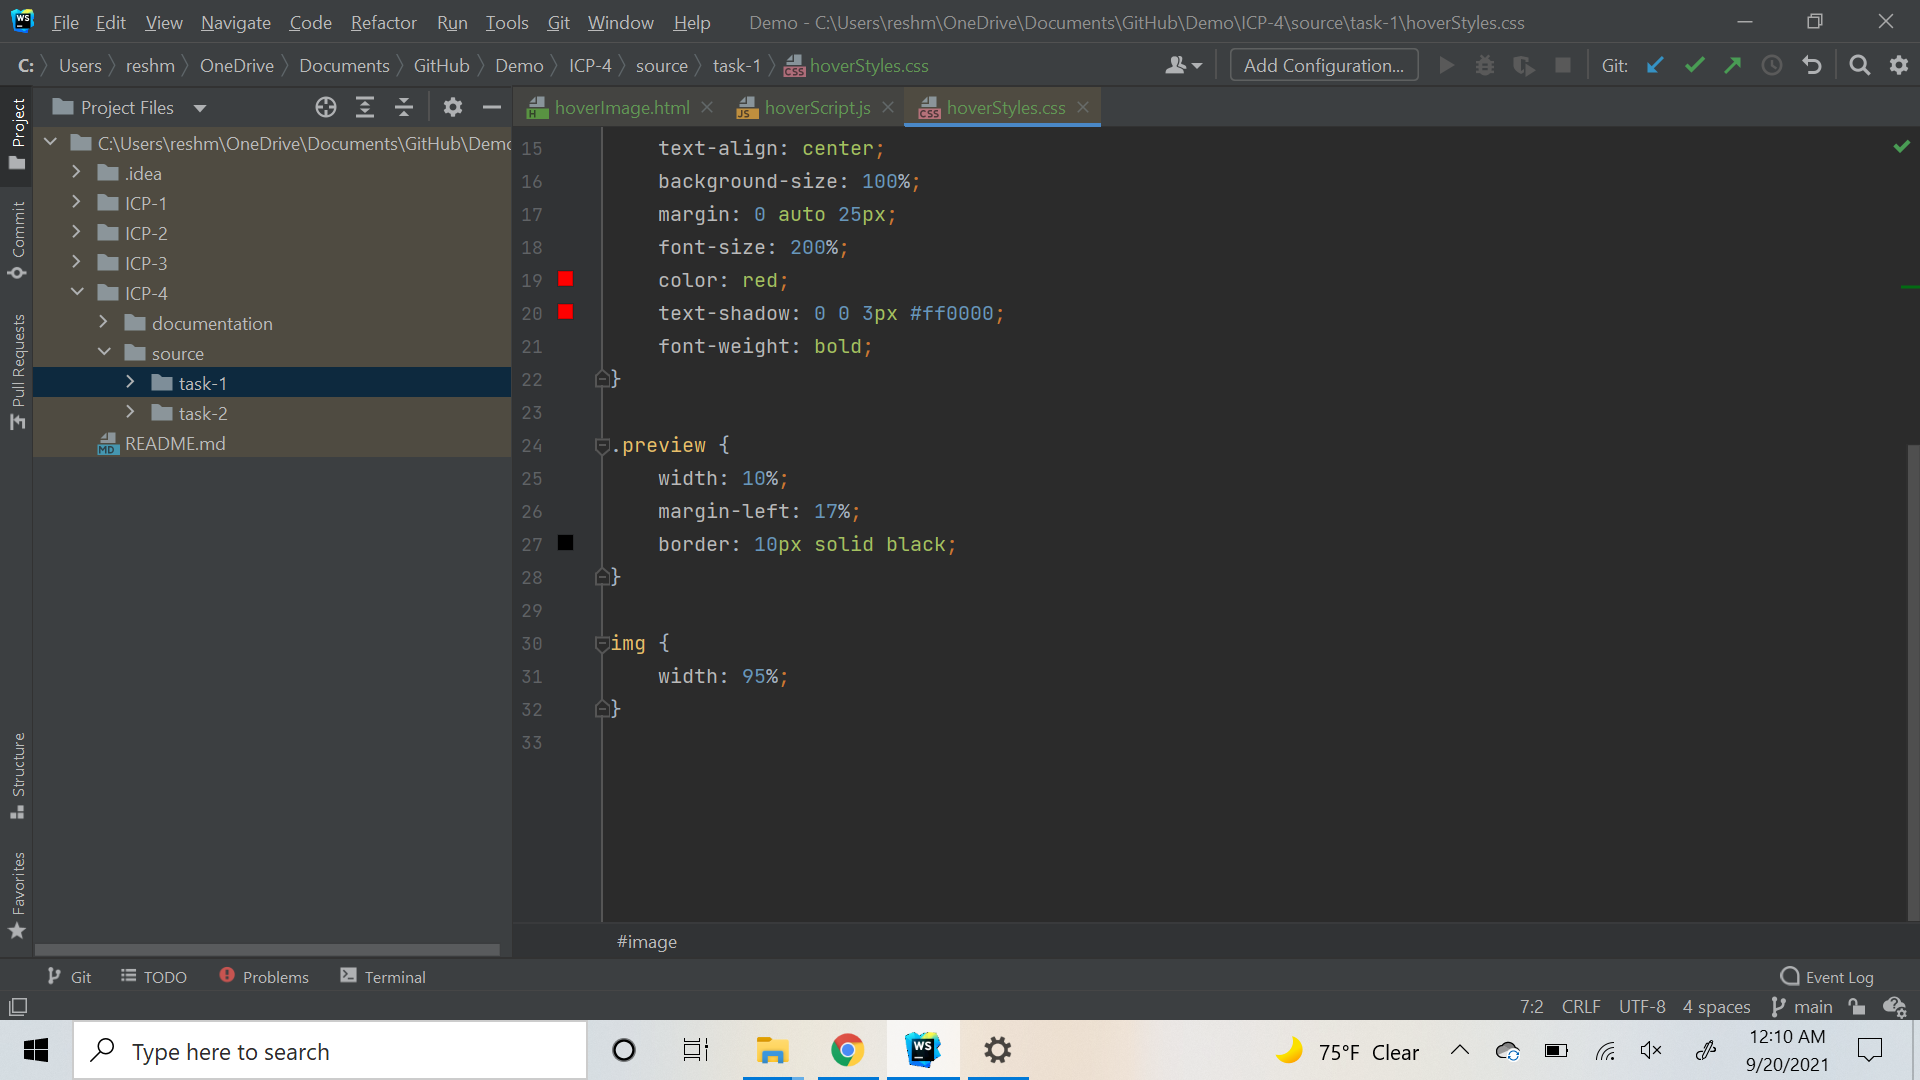 WS File Edit View Navigate Code Refactor Run Tools Git Window Help Demo - C:\Users\reshm\OneDrive\Documents\GitHub\Demo\ICP-4\source\task-1\hoverStyles.css
C: Users reshm OneDrive Documents GitHub Demo ICP-4 source task-1 CSS hoverStyles.css Add Configuration... Git:
Project Files
H hoverImage.html JS hoverScript.js CSS hoverStyles.css
Project
Commit
Pull Requests
Structure
Favorites
C:\Users\reshm\OneDrive\Documents\GitHub\Demo
.idea
ICP-1
ICP-2
ICP-3
ICP-4
documentation
source
task-1
task-2
MD README.md
15 text-align: center;
16 background-size: 100%;
17 margin: 0 auto 25px;
18 font-size: 200%;
19 color: red;
20 text-shadow: 0 0 3px #ff0000;
21 font-weight: bold;
22 }
23
24 .preview {
25 width: 10%;
26 margin-left: 17%;
27 border: 10px solid black;
28 }
29
30 img {
31 width: 95%;
32 }
33
#image
Git TODO Problems Terminal Event Log
7:2 CRLF UTF-8 4 spaces main
Type here to search
WS
75°F Clear
12:10 AM
9/20/2021